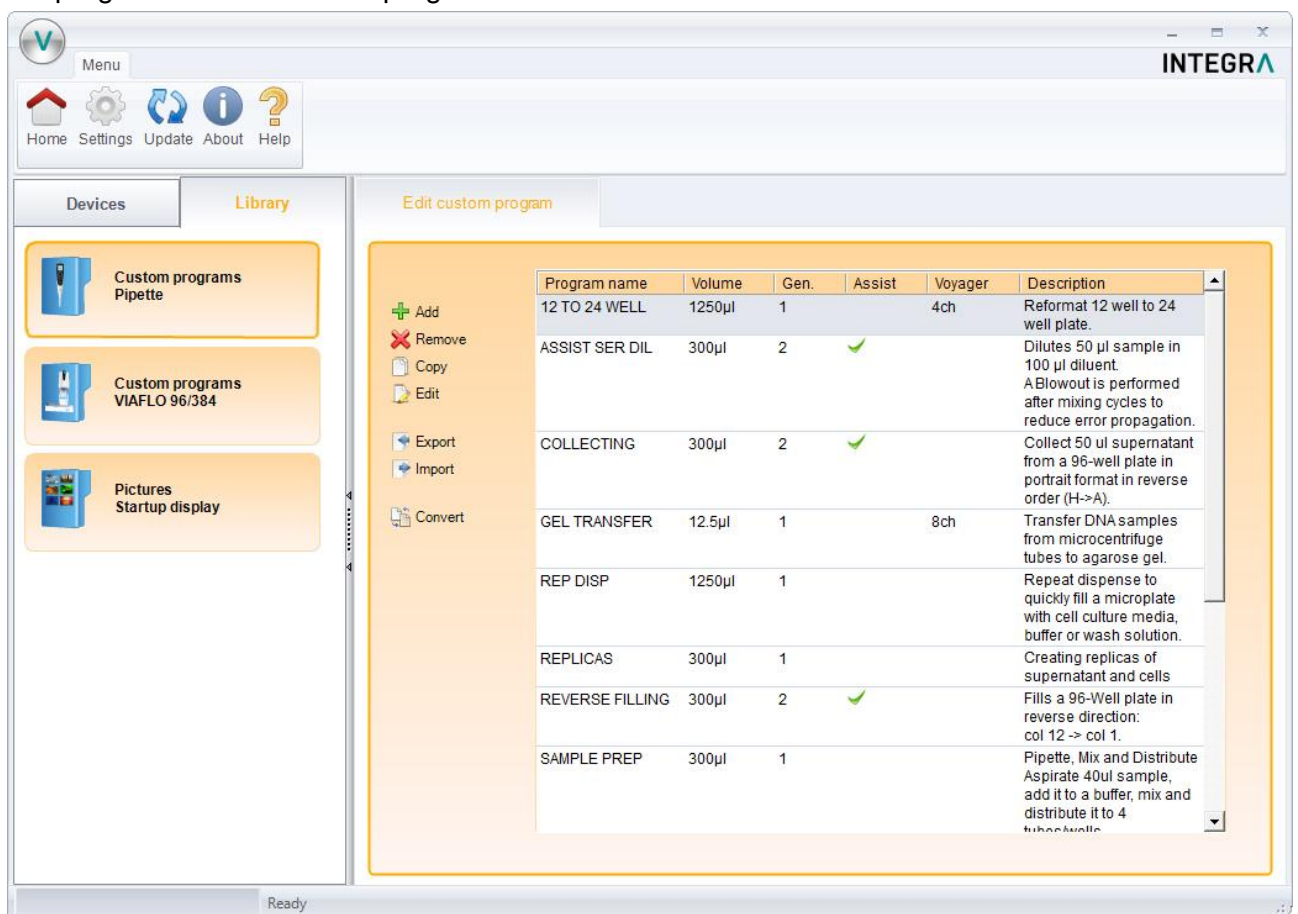 V
Menu
INTEGRA
Home Settings Update About Help
Devices
Library
Edit custom program
Custom programs
Pipette
Custom programs
VIAFLO 96/384
Pictures
Startup display
Add
Remove
Copy
Edit
Export
Import
Convert
Program name Volume Gen. Assist Voyager Description
12 TO 24 WELL 1250µl 1 4ch Reformat 12 well to 24
well plate.
ASSIST SER DIL 300µl 2 Dilutes 50 µl sample in
100 µl diluent.
A Blowout is performed
after mixing cycles to
reduce error propagation.
COLLECTING 300µl 2 Collect 50 ul supernatant
from a 96-well plate in
portrait format in reverse
order (H->A).
GEL TRANSFER 12.5µl 1 8ch Transfer DNA samples
from microcentrifuge
tubes to agarose gel.
REP DISP 1250µl 1 Repeat dispense to
quickly fill a microplate
with cell culture media,
buffer or wash solution.
REPLICAS 300µl 1 Creating replicas of
supernatant and cells
REVERSE FILLING 300µl 2 Fills a 96-Well plate in
reverse direction:
col 12 -> col 1.
SAMPLE PREP 300µl 1 Pipette, Mix and Distribute
Aspirate 40ul sample,
add it to a buffer, mix and
distribute it to 4
tubes/wells
Ready